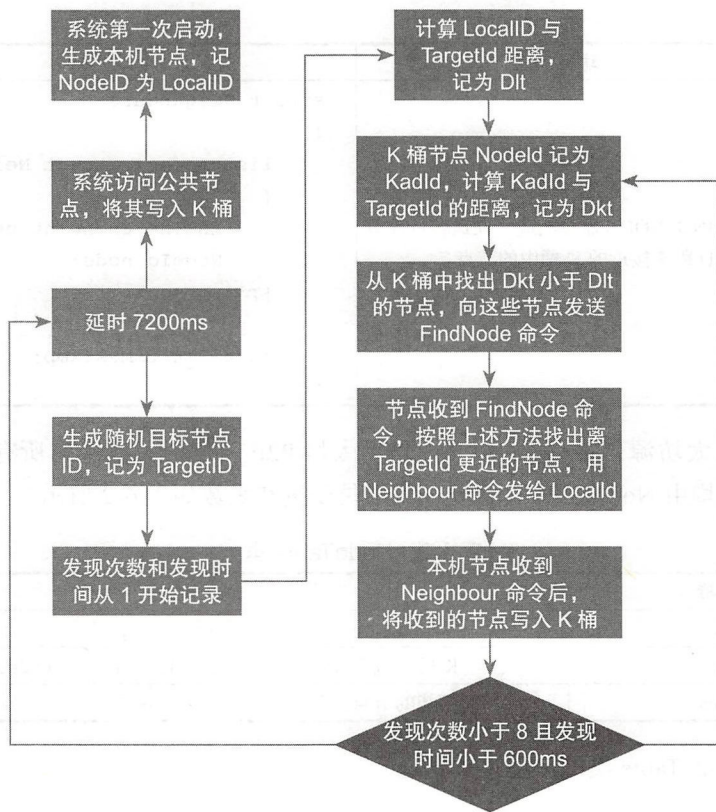 系统第一次启动,
生成本机节点，记
NodeID 为 LocalID
系统访问公共节
点，将其写入 K 桶
延时 7200ms
生成随机目标节点
ID，记为 TargetID
发现次数和发现时
间从 1 开始记录
计算 LocalID 与
TargetId 距离，
记为 Dlt
K 桶节点 NodeId 记为
KadId，计算 KadId 与
TargetId 的距离，记为 Dkt
从 K 桶中找出 Dkt 小于 Dlt
的节点，向这些节点发送
FindNode 命令
节点收到 FindNode 命
令，按照上述方法找出离
TargetId 更近的节点，用
Neighbour 命令发给 LocalId
本机节点收到
Neighbour 命令后，
将收到的节点写入 K 桶
发现次数小于 8 且发现
时间小于 600ms